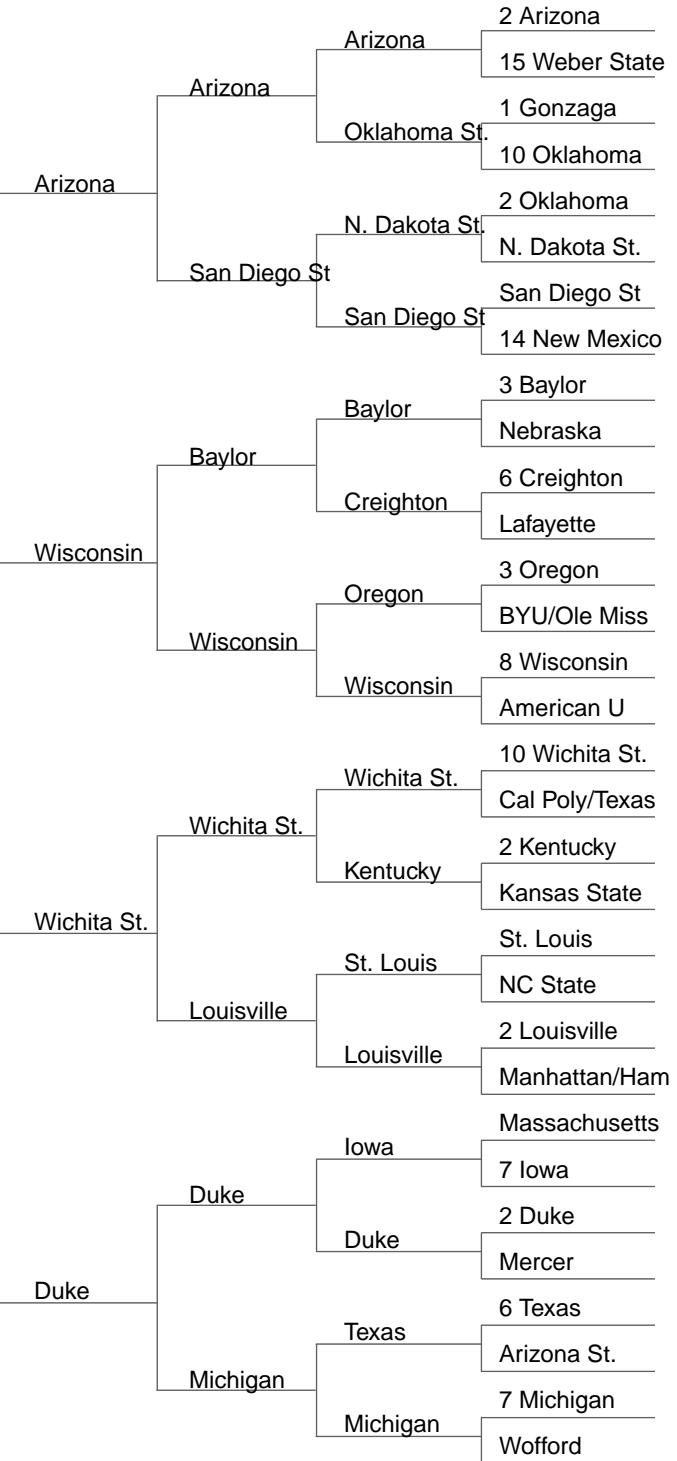 2 Arizona
Arizona
15 Weber State
Arizona
1 Gonzaga
Oklahoma St.
10 Oklahoma
Arizona
2 Oklahoma
N. Dakota St.
N. Dakota St.
San Diego St
San Diego St
San Diego St
14 New Mexico
3 Baylor
Baylor
Nebraska
Baylor
6 Creighton
Creighton
Lafayette
Wisconsin
3 Oregon
Oregon
BYU/Ole Miss
Wisconsin
8 Wisconsin
Wisconsin
American U
10 Wichita St.
Wichita St.
Cal Poly/Texas
Wichita St.
2 Kentucky
Kentucky
Kansas State
Wichita St.
St. Louis
St. Louis
NC State
Louisville
2 Louisville
Louisville
Manhattan/Ham
Massachusetts
Iowa
7 Iowa
Duke
2 Duke
Duke
Mercer
Duke
6 Texas
Texas
Arizona St.
Michigan
7 Michigan
Michigan
Wofford